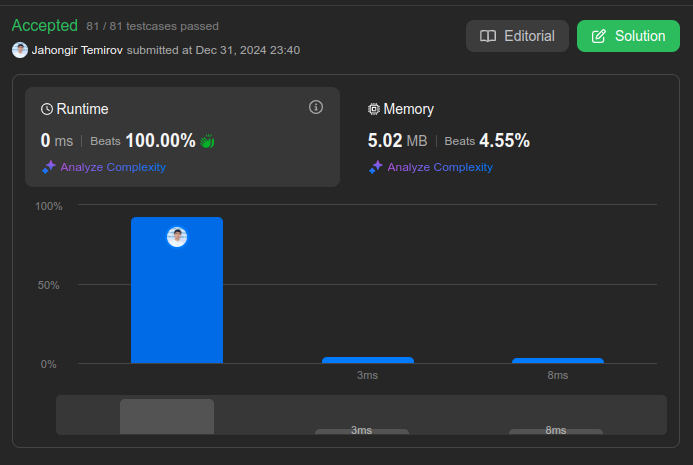 Accepted 81 / 81 testcases passed
Jahongir Temirov submitted at Dec 31, 2024 23:40
Editorial
Solution
Runtime
0 ms | Beats 100.00%
Analyze Complexity
Memory
5.02 MB | Beats 4.55%
Analyze Complexity
100%
50%
0%
3ms
8ms
3ms
8ms